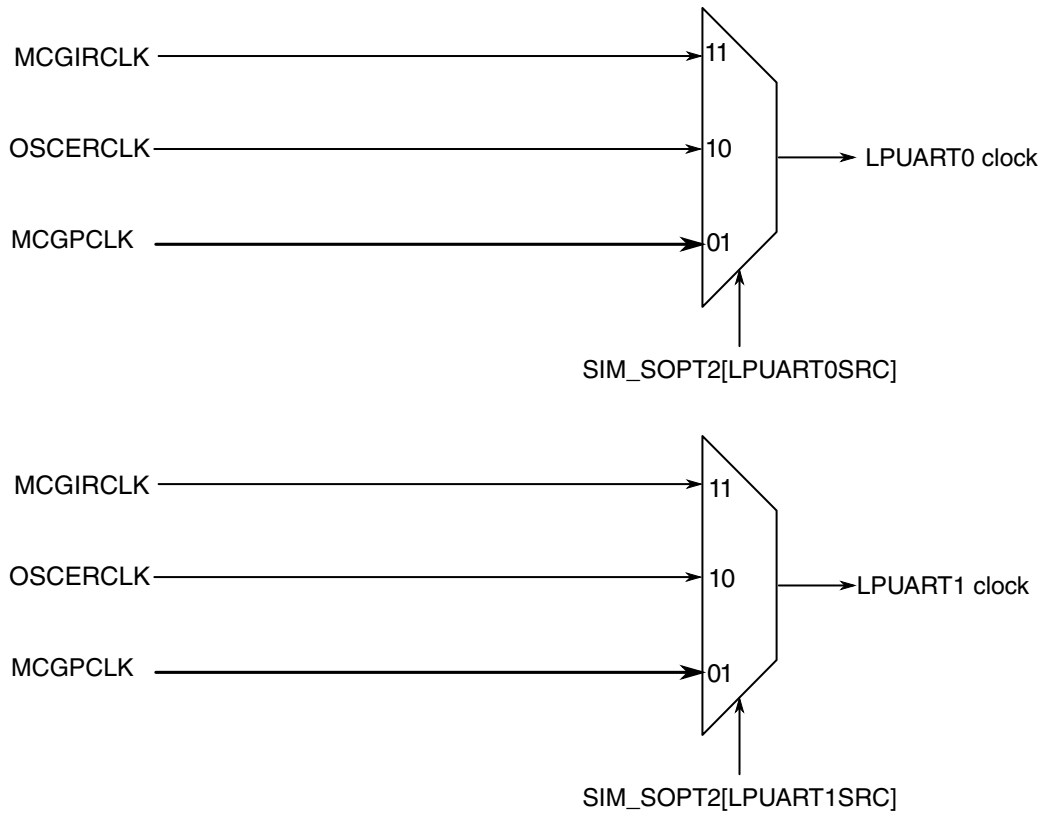 MCGIRCLK
11
OSCERCLK
10
LPUART0 clock
MCGPCLK
01
SIM_SOPT2[LPUART0SRC]
MCGIRCLK
11
OSCERCLK
10
LPUART1 clock
MCGPCLK
01
SIM_SOPT2[LPUART1SRC]